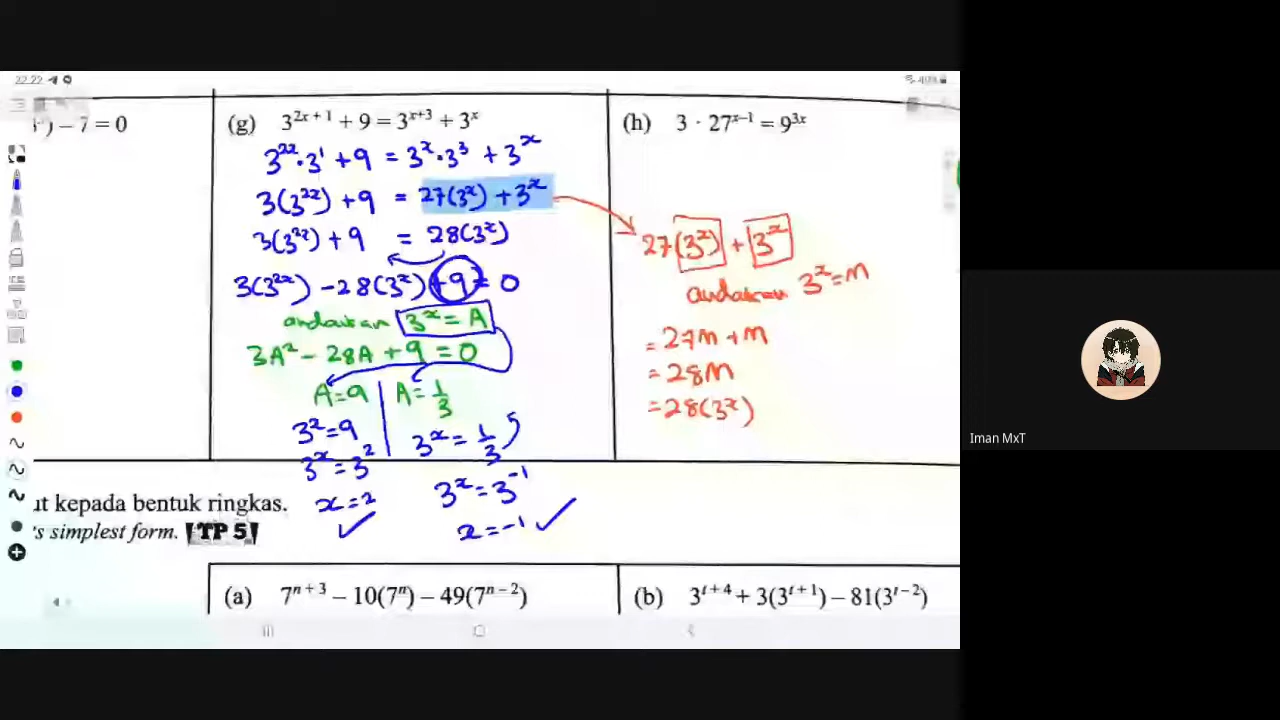 22.22
40%
) – 7 = 0
(g) 3^{2x + 1} + 9 = 3^{x+3} + 3^x
3^{2x}·3^1 + 9 = 3^x·3^3 + 3^x
3(3^{2x}) + 9 = 27(3^x) + 3^x
3(3^{2x}) + 9 = 28(3^x)
3(3^{2x}) - 28(3^x) + 9 = 0
andaikan 3^x = A
3A² - 28A + 9 = 0
A = 9 A = 1/3
3^x = 9 3^x = 1/3
3^x = 3² 3^x = 3^{-1}
x = 2 x = -1
(h) 3 · 27^{x–1} = 9^{3x}
27(3^x) + 3^x
andaikan 3^x = m
= 27m + m
= 28m
= 28(3^x)
Iman MxT
ut kepada bentuk ringkas.
's simplest form. TP 5
(a) 7^{n + 3} – 10(7^n) – 49(7^{n – 2})
(b) 3^{t + 4} + 3(3^{t + 1}) – 81(3^{t – 2})